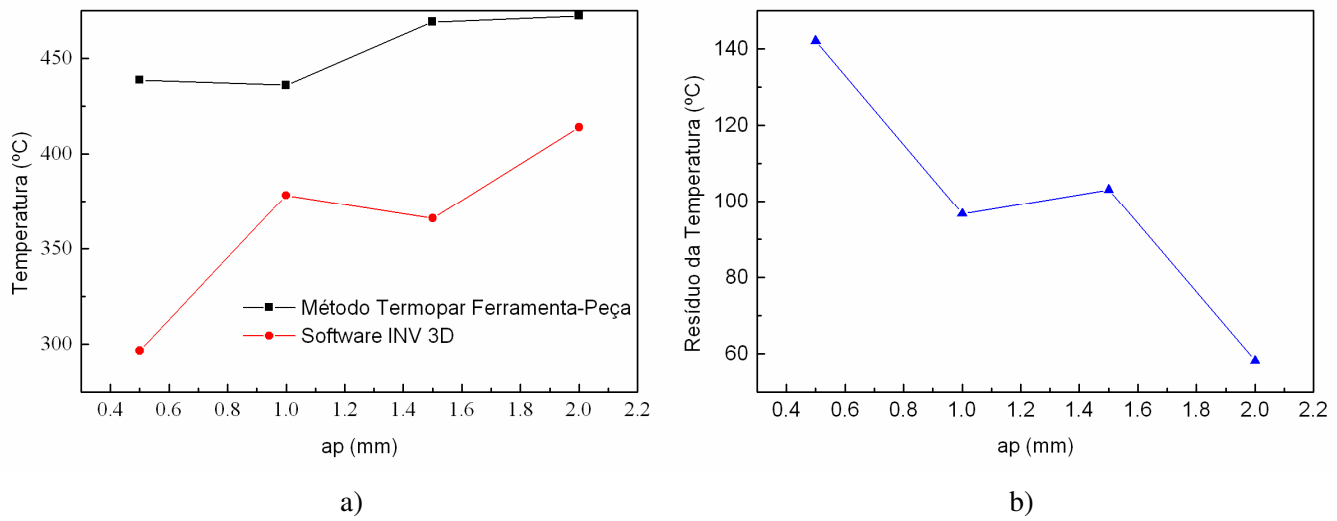 450
400
350
300
0.4 0.6 0.8 1.0 1.2 1.4 1.6 1.8 2.0 2.2
Temperatura (ºC)
ap (mm)
Método Termopar Ferramenta-Peça
Software INV 3D
a)
140
120
100
80
60
0.4 0.6 0.8 1.0 1.2 1.4 1.6 1.8 2.0 2.2
Resíduo da Temperatura (ºC)
ap (mm)
b)